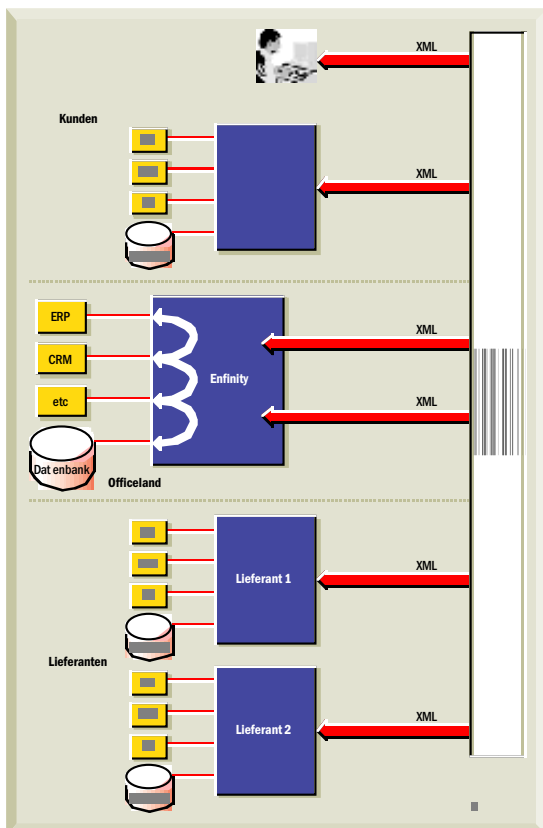 XML
Kunden
XML
ERP
XML
CRM
Enfinity
etc
XML
Dat enbank
Officeland
XML
Lieferant 1
Lieferanten
XML
Lieferant 2